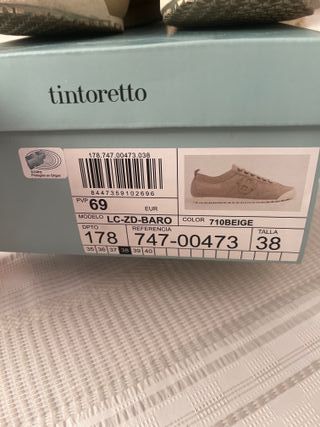 tintoretto
178.747.00473.038
8447359102696
PVP 69 EUR
MODELO LC-ZD-BARO COLOR 710BEIGE
DPTO REFERENCIA TALLA
178 747-00473 38
35 36 37 38 39 40